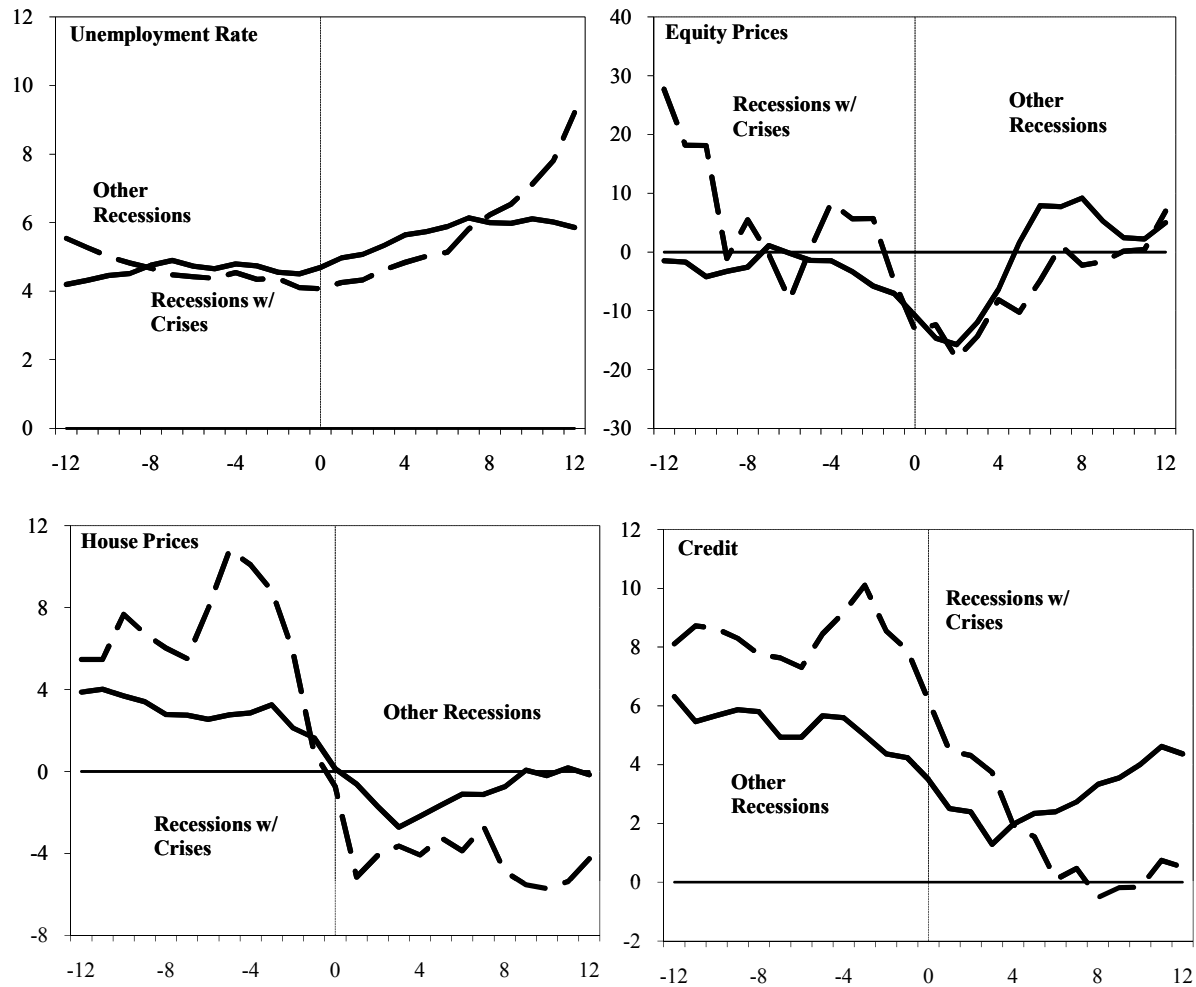 Unemployment Rate
12
10
8
6
4
2
0
Other
Recessions
Recessions w/
Crises
-12 -8 -4 0 4 8 12
Equity Prices
40
30
20
10
0
-10
-20
-30
Recessions w/
Crises
Other
Recessions
-12 -8 -4 0 4 8 12
House Prices
12
8
4
0
-4
-8
Other Recessions
Recessions w/
Crises
-12 -8 -4 0 4 8 12
Credit
12
10
8
6
4
2
0
-2
Recessions w/
Crises
Other
Recessions
-12 -8 -4 0 4 8 12